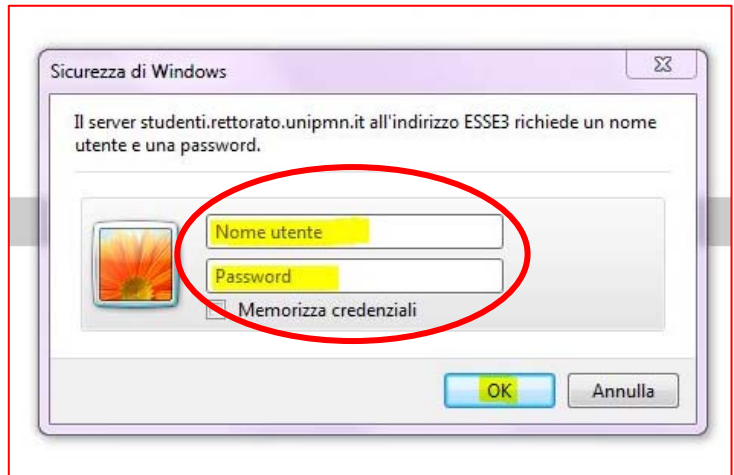 Sicurezza di Windows
Il server studenti.rettorato.unipmn.it all'indirizzo ESSE3 richiede un nome
utente e una password.
Nome utente
Password
Memorizza credenziali
OK Annulla